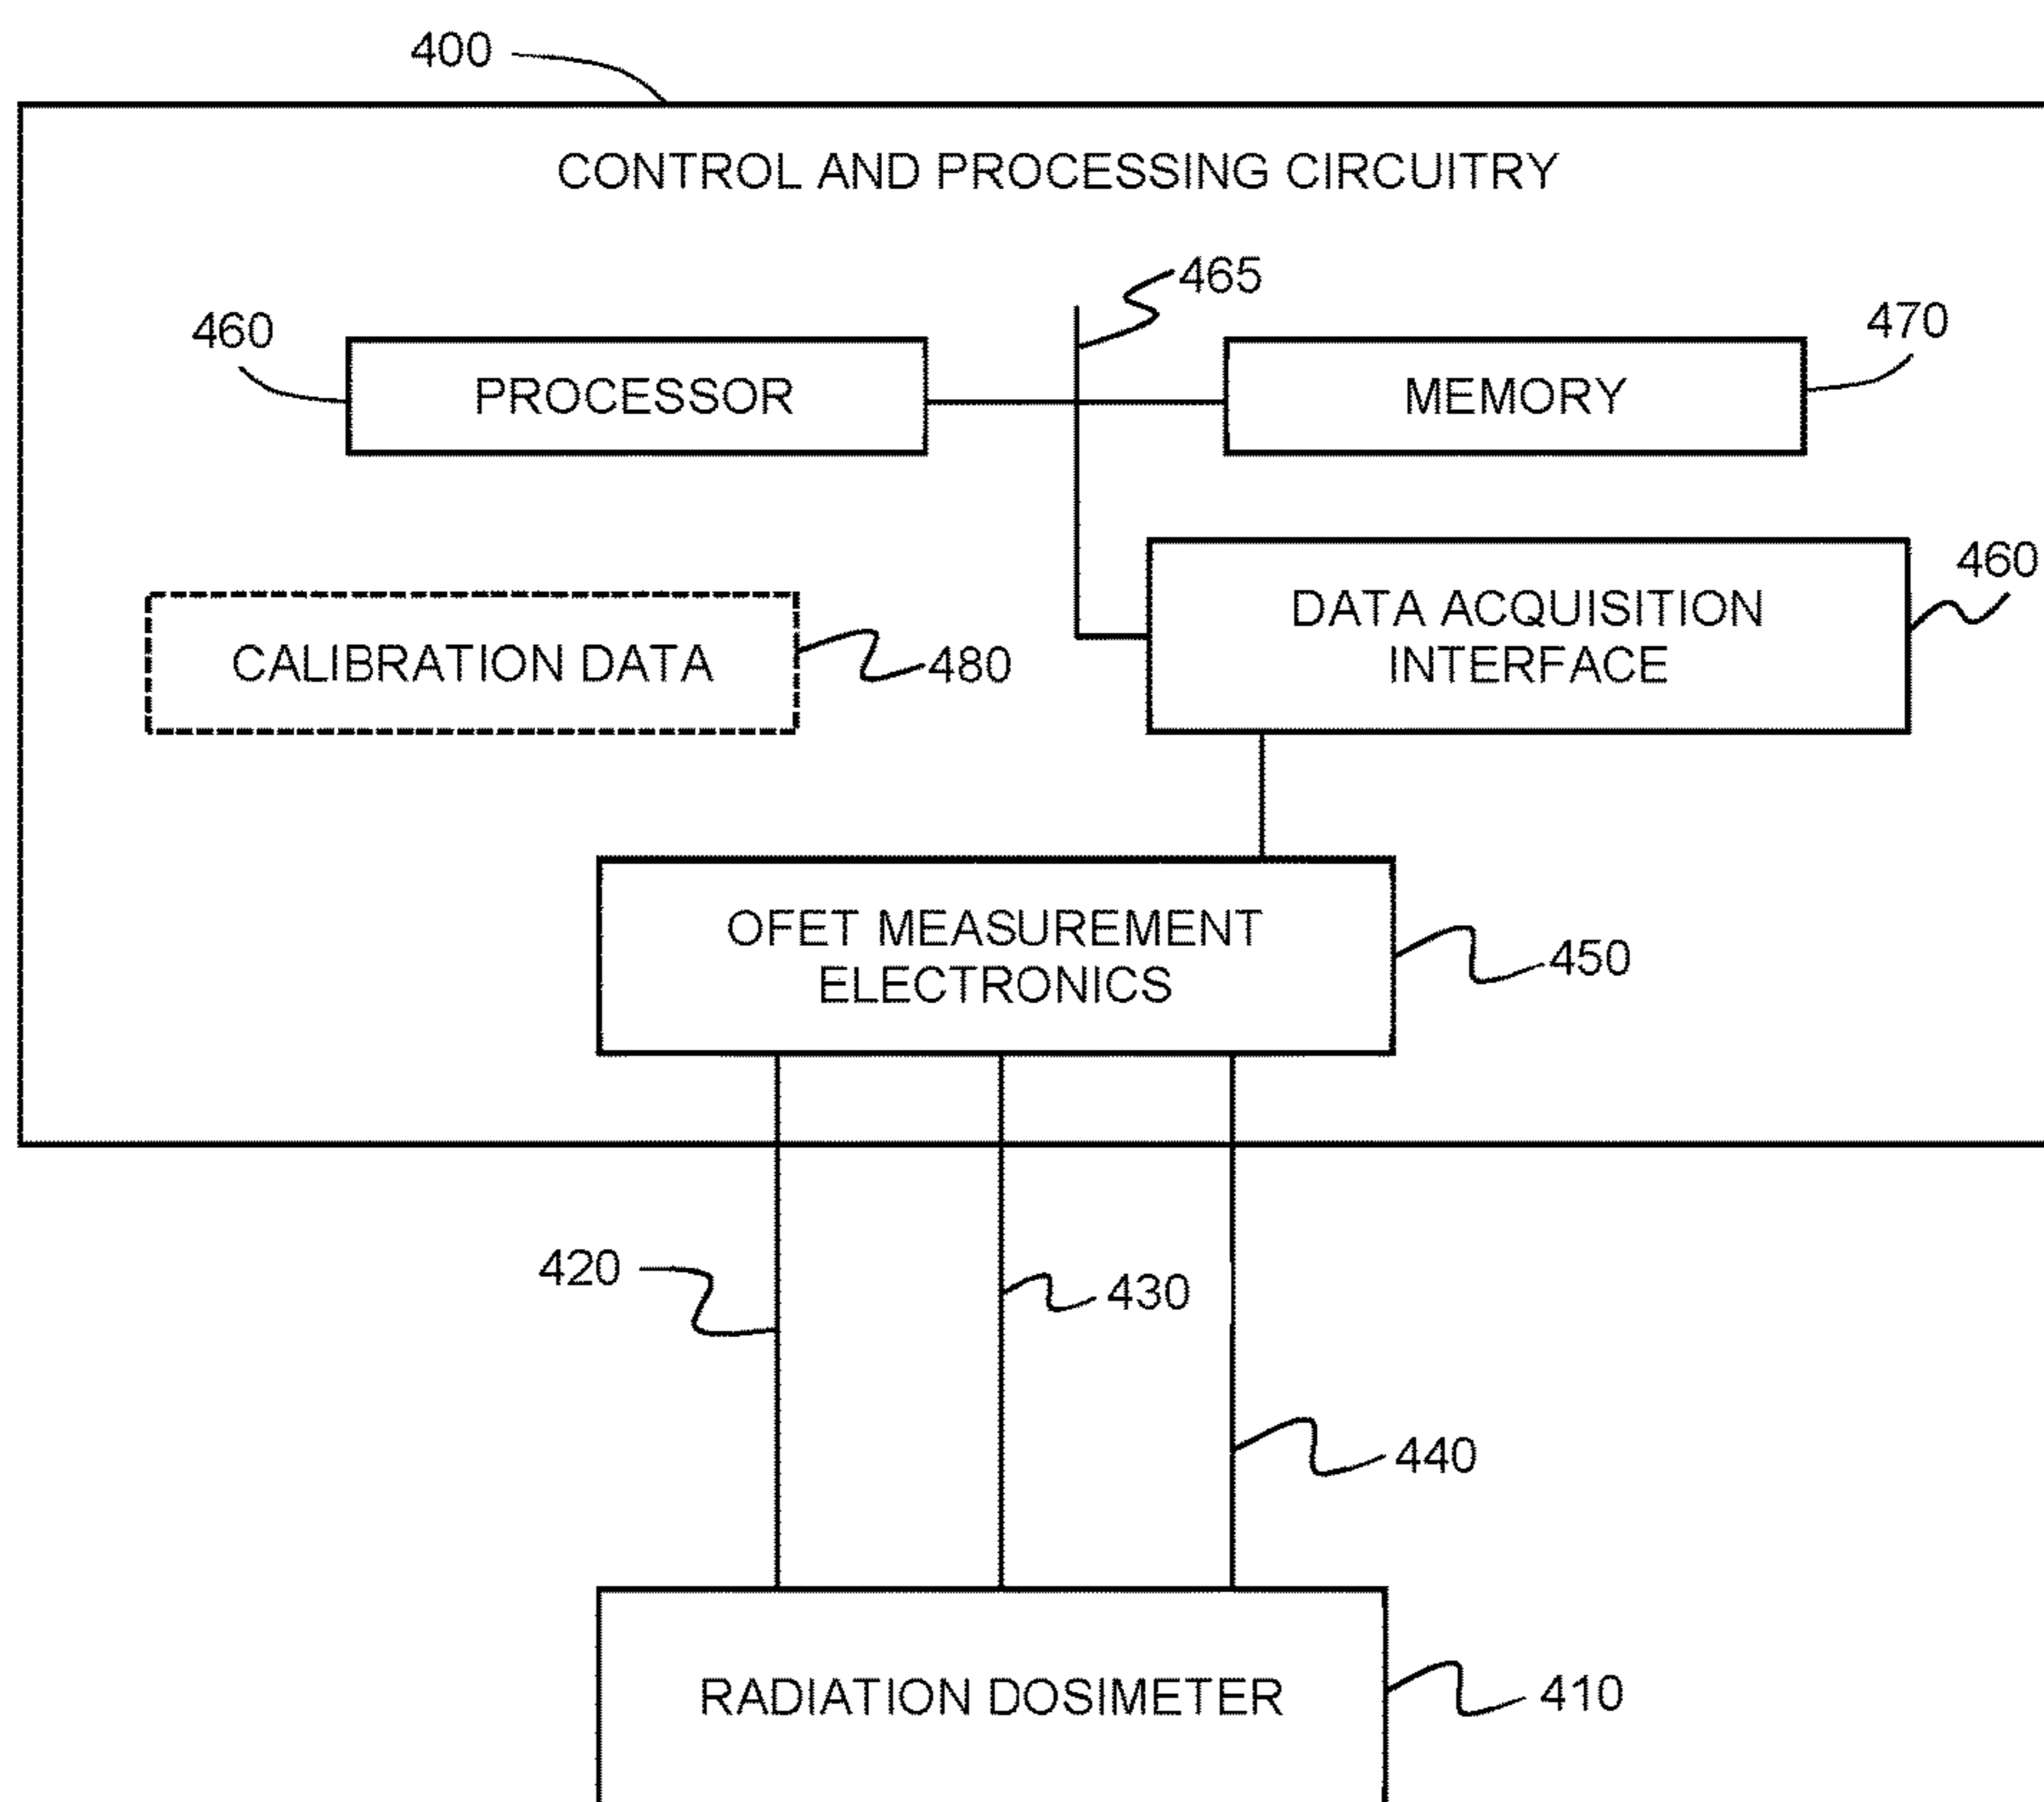 400
CONTROL AND PROCESSING CIRCUITRY
465
460
470
PROCESSOR
MEMORY
460
DATA ACQUISITION
INTERFACE
CALIBRATION DATA
480
OFET MEASUREMENT
ELECTRONICS
450
420
430
440
RADIATION DOSIMETER
410